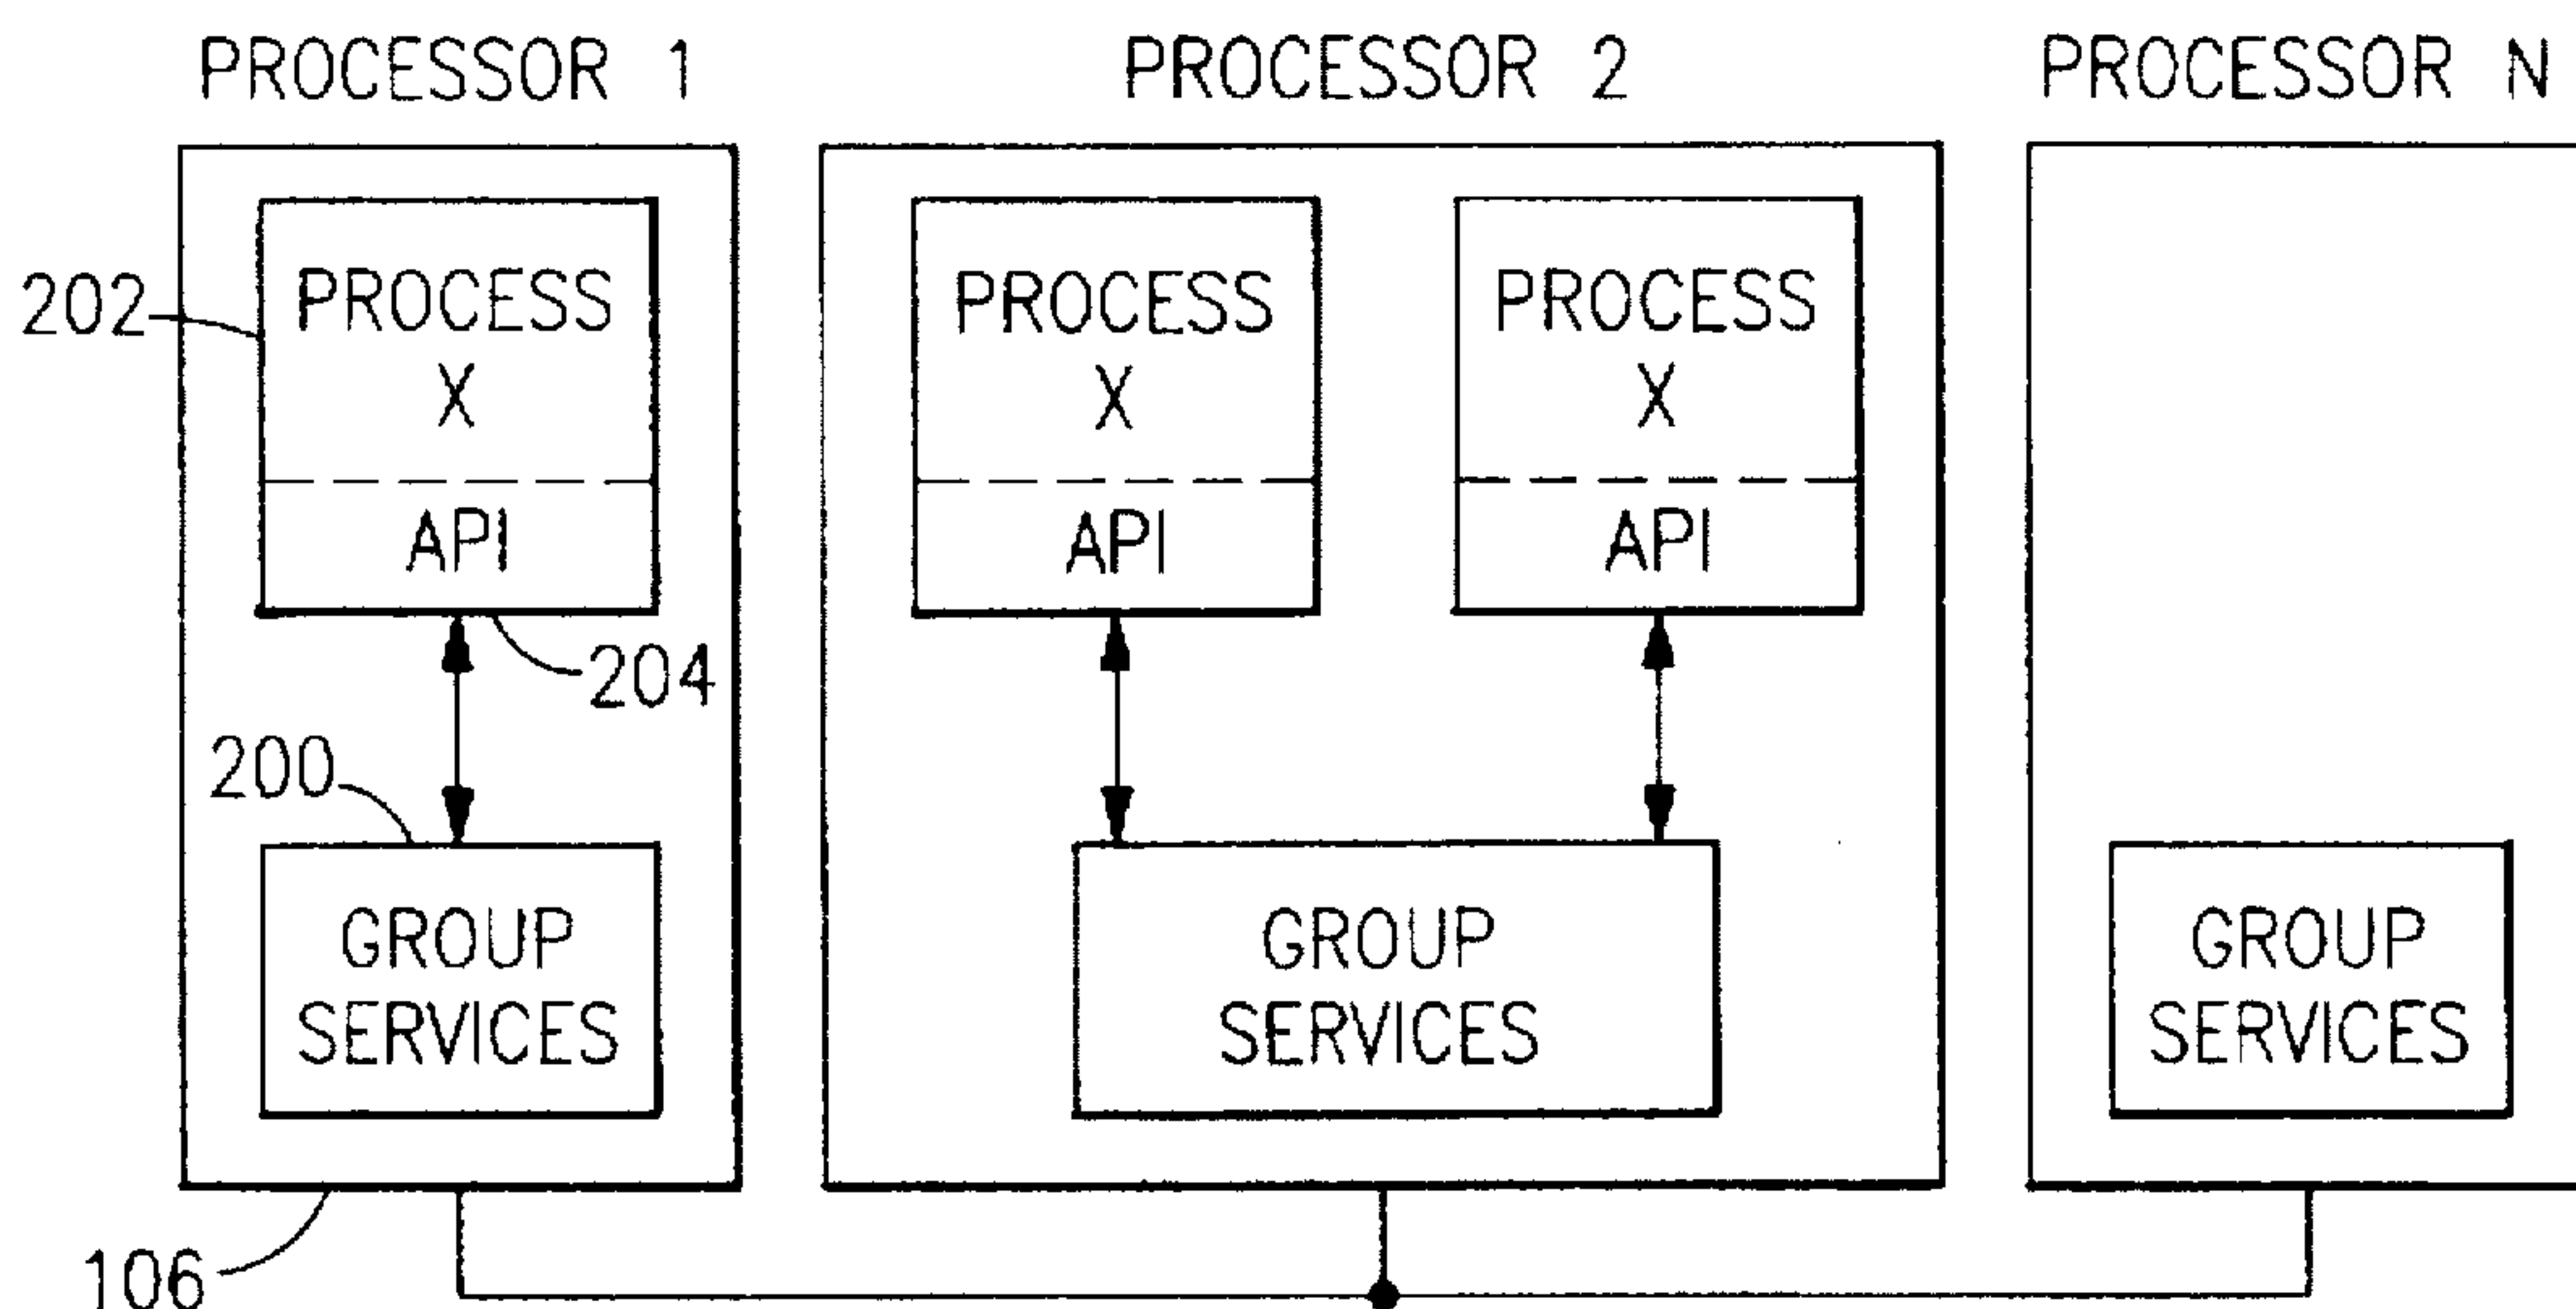 PROCESSOR 1
PROCESSOR 2
PROCESSOR N
202
PROCESS
X
API
204
200
GROUP
SERVICES
106
PROCESS
X
API
PROCESS
X
API
GROUP
SERVICES
GROUP
SERVICES